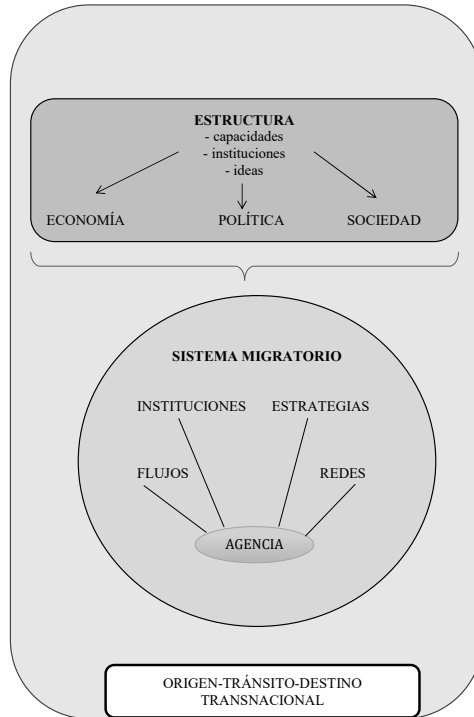 ESTRUCTURA
- capacidades
- instituciones
- ideas
ECONOMÍA POLÍTICA SOCIEDAD
SISTEMA MIGRATORIO
INSTITUCIONES ESTRATEGIAS
FLUJOS REDES
AGENCIA
ORIGEN-TRÁNSITO-DESTINO
TRANSNACIONAL